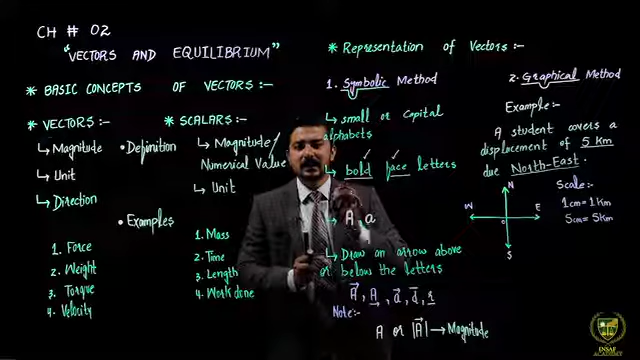 CH # 02
"VECTORS AND EQUILIBRIUM"
* BASIC CONCEPTS OF VECTORS:-
* VECTORS:-
↳ Magnitude
↳ Unit
↳ Direction
• Definition
• Examples
1. Force
2. Weight
3. Torque
4. Velocity
* SCALARS:-
↳ Magnitude/
Numerical Value
↳ Unit
1. Mass
2. Time
3. Length
4. Work done
* Representation of Vectors:-
1. Symbolic Method
↳ small or capital
alphabets
↳ bold face letters
A, a
↳ Draw an arrow above
or below the letters
A⃗, A, a⃗, d⃗, r
Note:-
A or |A⃗| → Magnitude
2. Graphical Method
Example:-
A student covers a
displacement of 5 Km
due North-East.
Scale:-
1cm = 1Km
5cm = 5Km
N
W
E
o
S
ENSAF
ACADEMY